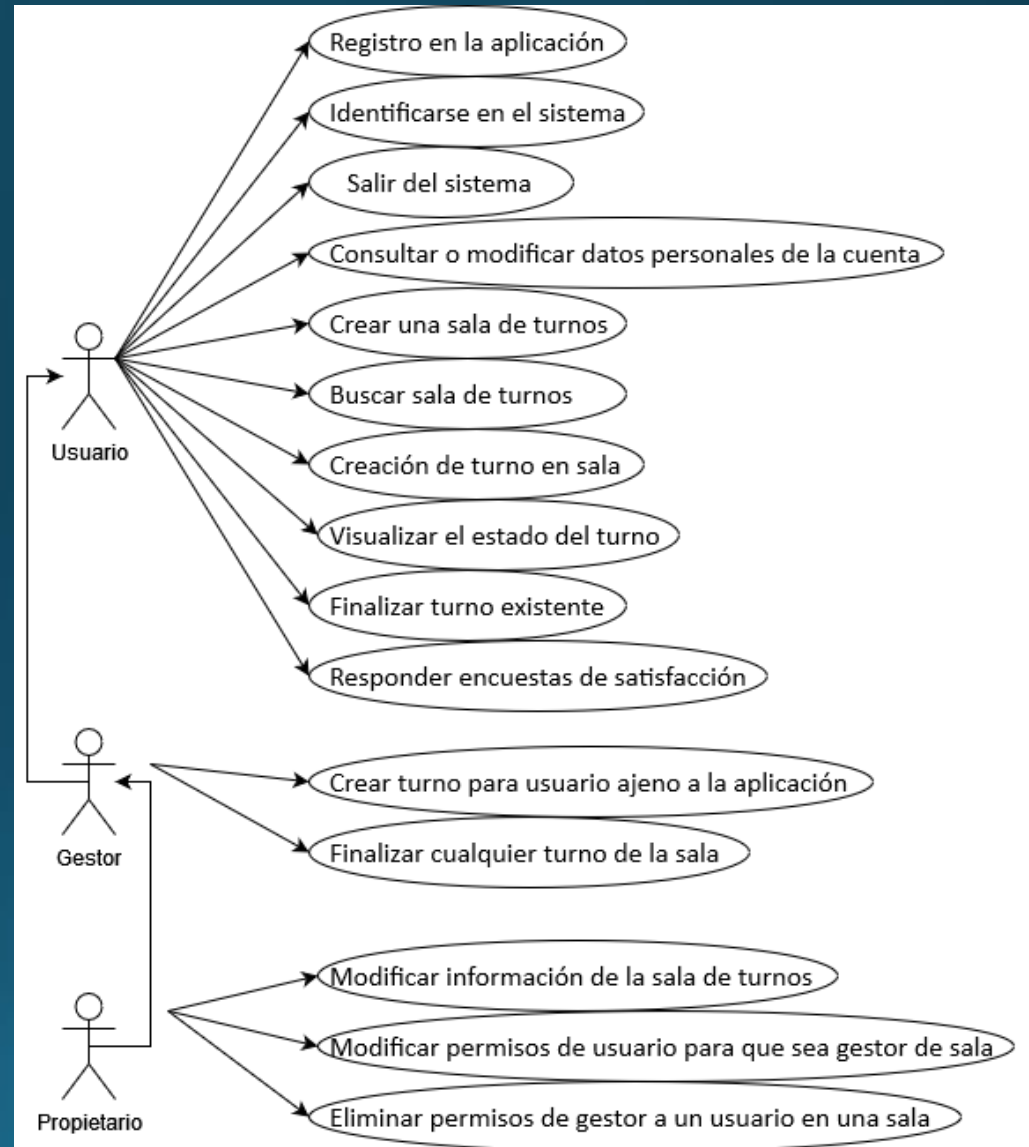 Registro en la aplicación
Identificarse en el sistema
Salir del sistema
Consultar o modificar datos personales de la cuenta
Crear una sala de turnos
Buscar sala de turnos
Usuario
Creación de turno en sala
Visualizar el estado del turno
Finalizar turno existente
Responder encuestas de satisfacción
Crear turno para usuario ajeno a la aplicación
Gestor
Finalizar cualquier turno de la sala
Modificar información de la sala de turnos
Modificar permisos de usuario para que sea gestor de sala
Propietario
Eliminar permisos de gestor a un usuario en una sala